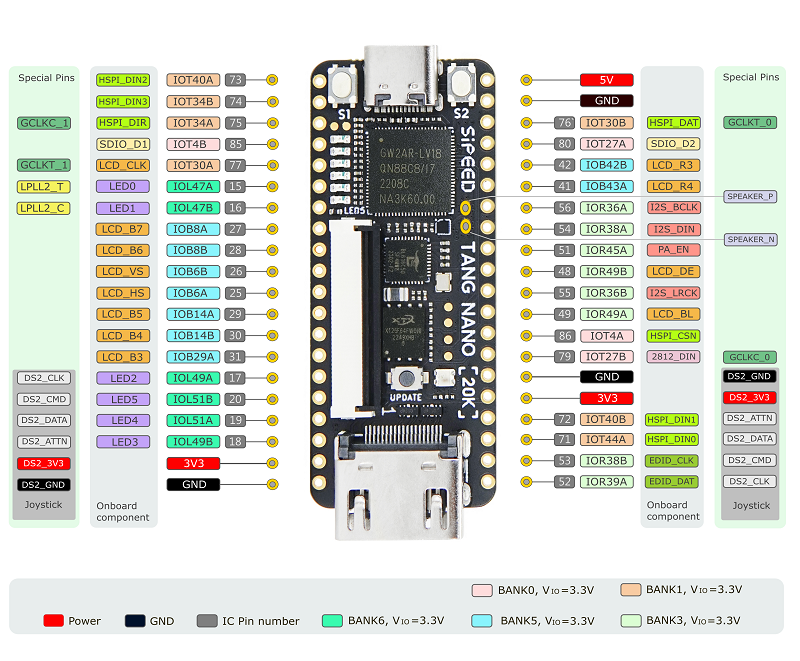 Special Pins
HSPI_DIN2 IOT40A 73
HSPI_DIN3 IOT34B 74
GCLKC_1 HSPI_DIR IOT34A 75
SDIO_D1 IOT4B 85
GCLKT_1 LCD_CLK IOT30A 77
LPLL2_T LED0 IOL47A 15
LPLL2_C LED1 IOL47B 16
LCD_B7 IOB8A 27
LCD_B6 IOB8B 28
LCD_VS IOB6B 26
LCD_HS IOB6A 25
LCD_B5 IOB14A 29
LCD_B4 IOB14B 30
LCD_B3 IOB29A 31
DS2_CLK LED2 IOL49A 17
DS2_CMD LED5 IOL51B 20
DS2_DATA LED4 IOL51A 19
DS2_ATTN LED3 IOL49B 18
DS2_3V3 3V3
DS2_GND GND
Joystick
Onboard
component
S1
S2
GW2AR-LV18
QN88C8/I7
2208C
NA3K60.00
LEDS
SiPEED
TANG NANO [20K]
XTX
UPDATE
1
Special Pins
5V
GND
76 IOT30B HSPI_DAT GCLKT_0
80 IOT27A SDIO_D2
42 IOB42B LCD_R3
41 IOB43A LCD_R4
SPEAKER_P
56 IOR36A I2S_BCLK
54 IOR38A I2S_DIN
SPEAKER_N
51 IOR45A PA_EN
48 IOR49B LCD_DE
55 IOR36B I2S_LRCK
49 IOR49A LCD_BL
86 IOT4A HSPI_CSN
79 IOT27B 2812_DIN GCLKC_0
GND DS2_GND
3V3 DS2_3V3
72 IOT40B HSPI_DIN1 DS2_ATTN
71 IOT44A HSPI_DIN0 DS2_DATA
53 IOR38B EDID_CLK DS2_CMD
52 IOR39A EDID_DAT DS2_CLK
Onboard
component
Joystick
BANK0, VIO=3.3V BANK1, VIO=3.3V
Power GND IC Pin number BANK6, VIO=3.3V BANK5, VIO=3.3V BANK3, VIO=3.3V